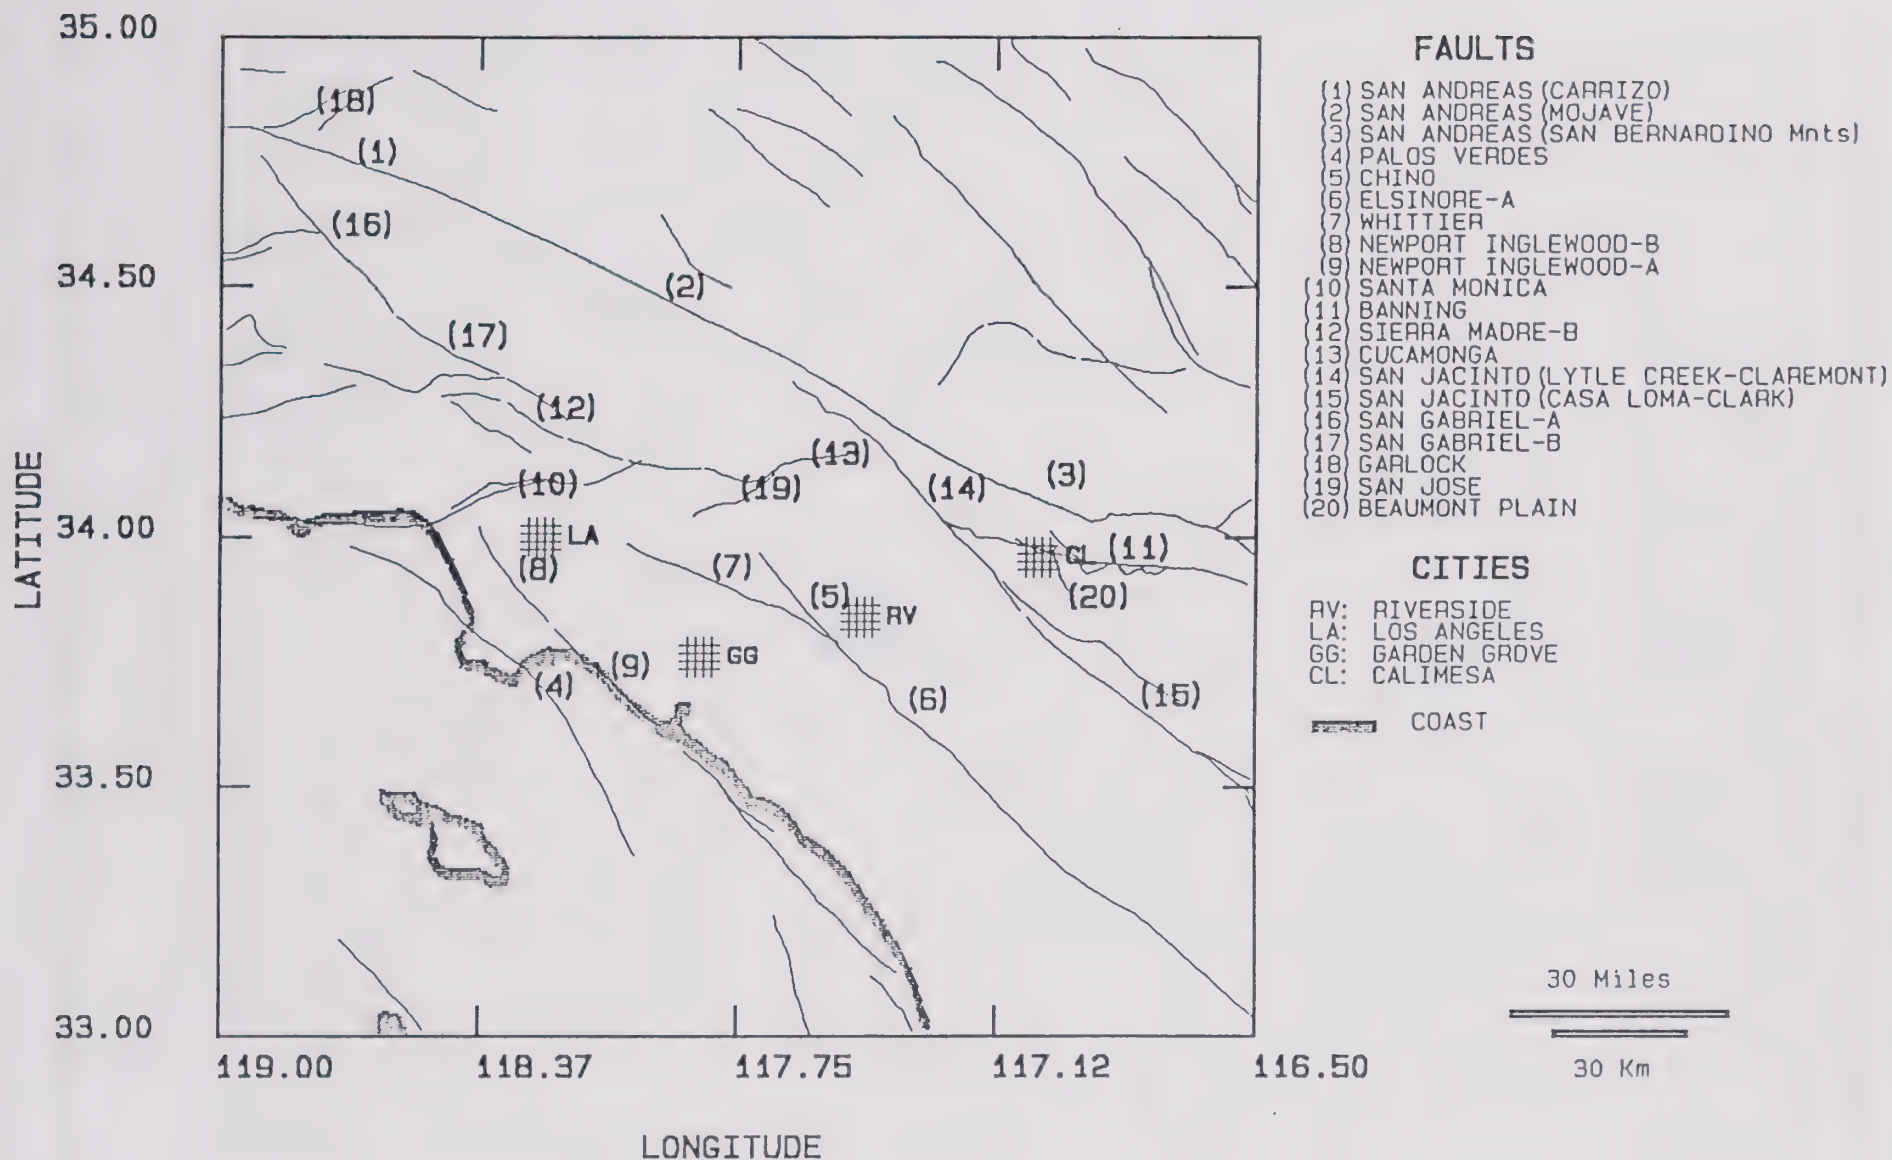 35.00
34.50
34.00
33.50
33.00
LATITUDE
119.00 118.37 117.75 117.12 116.50
LONGITUDE
(18)
(1)
(16)
(2)
(17)
(12)
(13)
(3)
(10)
(19)
(14)
LA
(8)
(7)
CL
(11)
(5)
RV
(20)
GG
(9)
(4)
(6)
(15)
FAULTS
(1) SAN ANDREAS (CARRIZO)
(2) SAN ANDREAS (MOJAVE)
(3) SAN ANDREAS (SAN BERNARDINO Mnts)
(4) PALOS VERDES
(5) CHINO
(6) ELSINORE-A
(7) WHITTIER
(8) NEWPORT INGLEWOOD-B
(9) NEWPORT INGLEWOOD-A
(10) SANTA MONICA
(11) BANNING
(12) SIERRA MADRE-B
(13) CUCAMONGA
(14) SAN JACINTO (LYTLE CREEK-CLAREMONT)
(15) SAN JACINTO (CASA LOMA-CLARK)
(16) SAN GABRIEL-A
(17) SAN GABRIEL-B
(18) GARLOCK
(19) SAN JOSE
(20) BEAUMONT PLAIN
CITIES
RV: RIVERSIDE
LA: LOS ANGELES
GG: GARDEN GROVE
CL: CALIMESA
COAST
30 Miles
30 Km